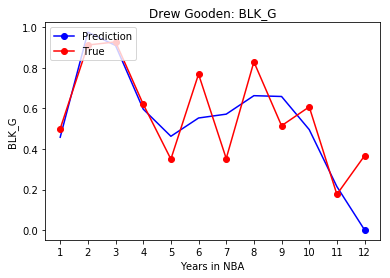 Drew Gooden: BLK_G
1.0
0.8
0.6
0.4
0.2
0.0
BLK_G
Prediction
True
1 2 3 4 5 6 7 8 9 10 11 12
Years in NBA